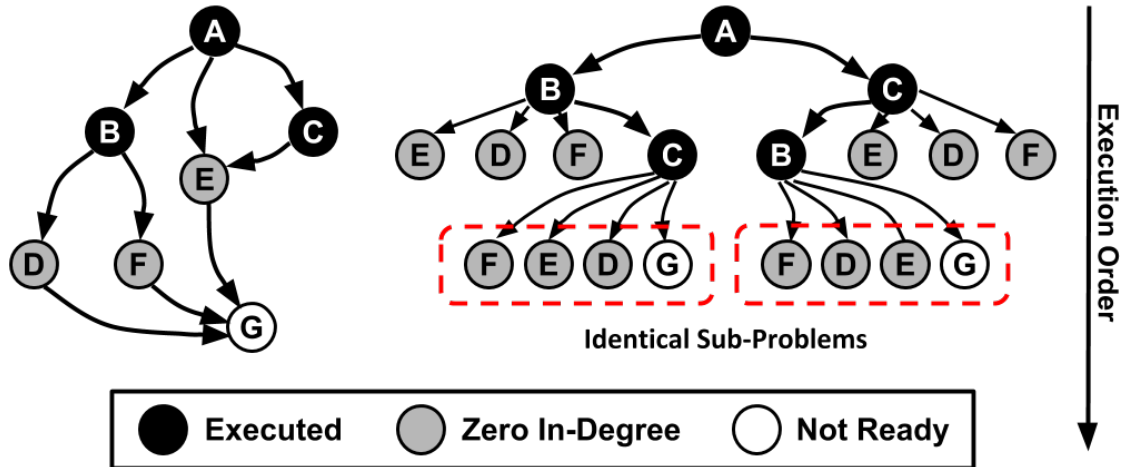 A
B
C
E
D
F
G
A
B
C
E
D
F
C
B
E
D
F
F
E
D
G
F
D
E
G
Identical Sub-Problems
Execution Order
Executed
Zero In-Degree
Not Ready